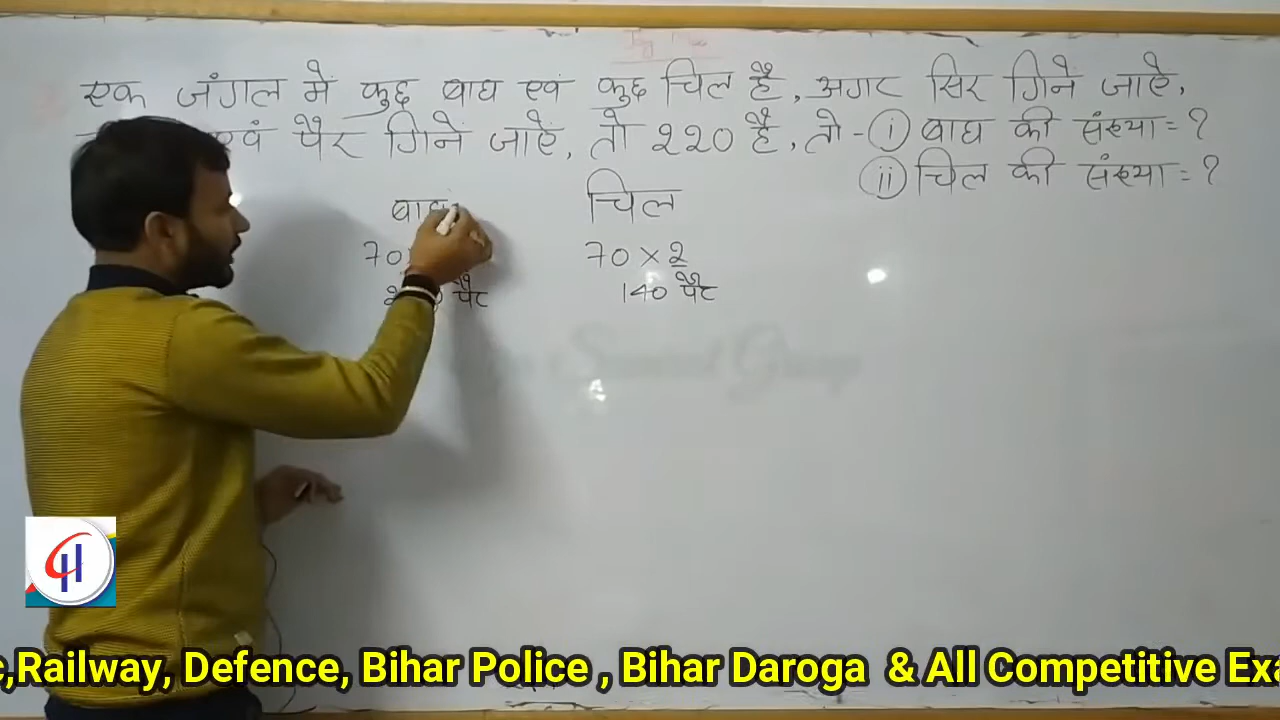 एक जंगल में कुछ बाघ एवं कुछ चिल है, अगर सिर गिनें जाऐ,
एवं पैर गिनें जाऐं, तो 220 है, तो - (i) बाघ की संख्या = ?
(ii) चिल की संख्या = ?
चिल
70 70 × 2
पैर 140 पैर
Railway, Defence, Bihar Police , Bihar Daroga & All Competitive